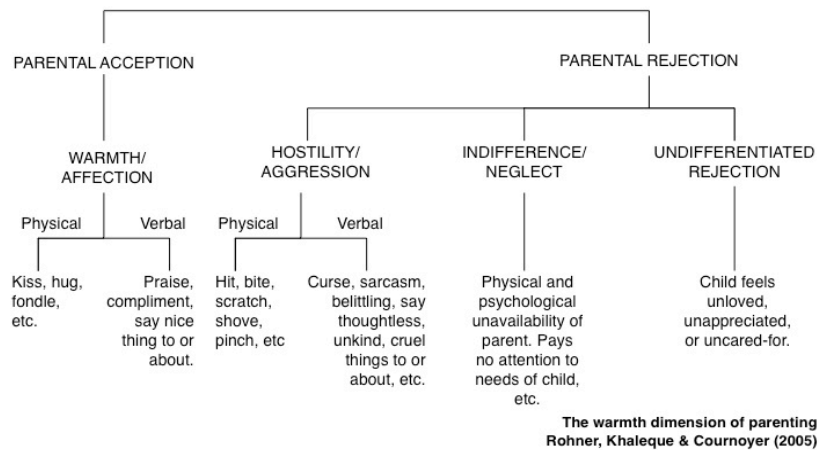 PARENTAL ACCEPTION
PARENTAL REJECTION
WARMTH/
AFFECTION
HOSTILITY/
AGGRESSION
INDIFFERENCE/
NEGLECT
UNDIFFERENTIATED
REJECTION
Physical
Verbal
Physical
Verbal
Kiss, hug,
fondle,
etc.
Praise,
compliment,
say nice
thing to or
about.
Hit, bite,
scratch,
shove,
pinch, etc
Curse, sarcasm,
belittling, say
thoughtless,
unkind, cruel
things to or
about, etc.
Physical and
psychological
unavailability of
parent. Pays
no attention to
needs of child,
etc.
Child feels
unloved,
unappreciated,
or uncared-for.
The warmth dimension of parenting
Rohner, Khaleque & Cournoyer (2005)